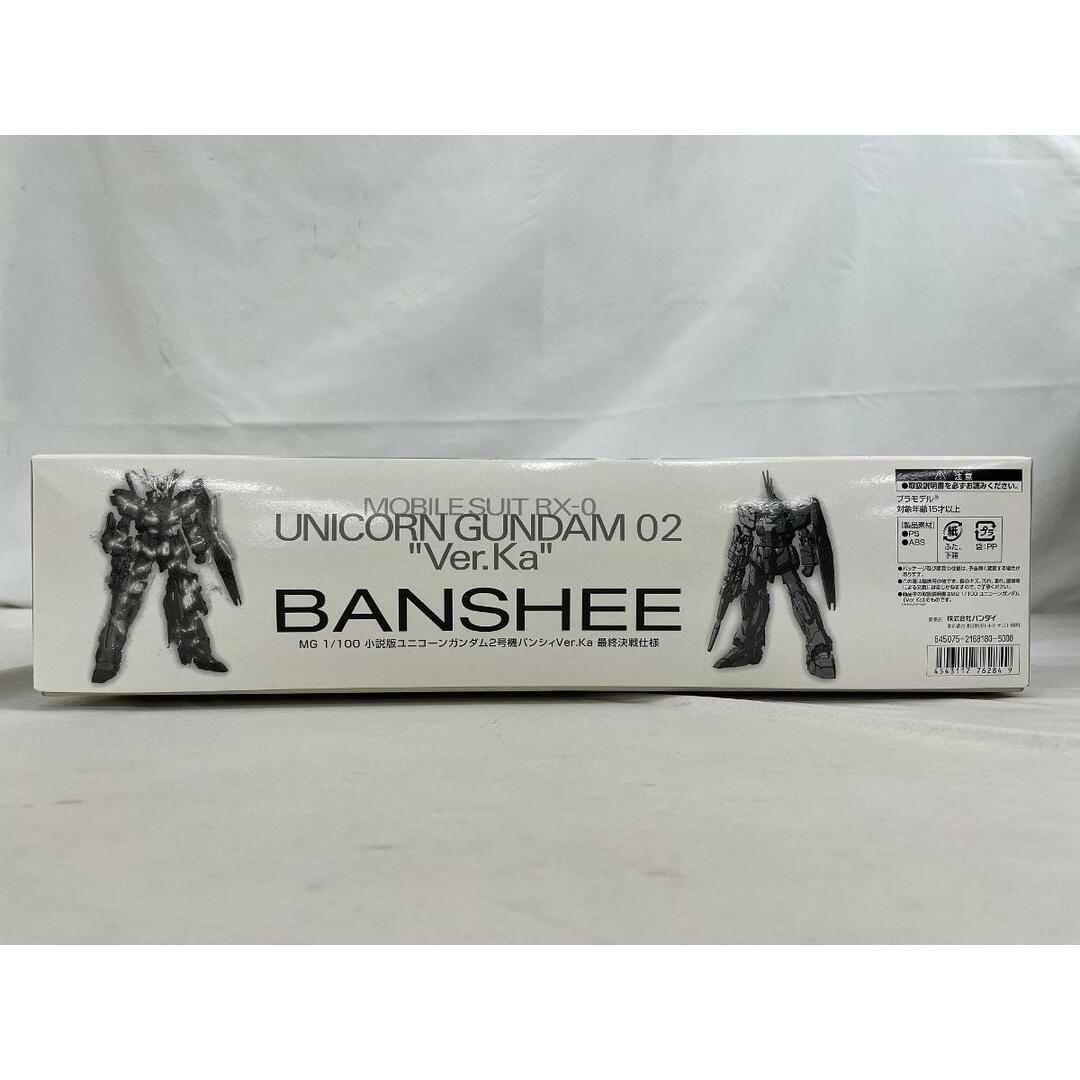 MOBILE SUIT RX-0
UNICORN GUNDAM 02
"Ver.Ka"
BANSHEE
MG 1/100 小説版ユニコーンガンダム2号機バンシィVer.Ka 最終決戦仕様
注意
●取扱説明書を必ずお読みください。
プラモデル®
対象年齢15才以上
[製品素材]
●PS
●ABS
紙
ふた、
下箱
プラ
袋:PP
発売元 株式会社バンダイ
645075-2168180-5000
4543112 762849